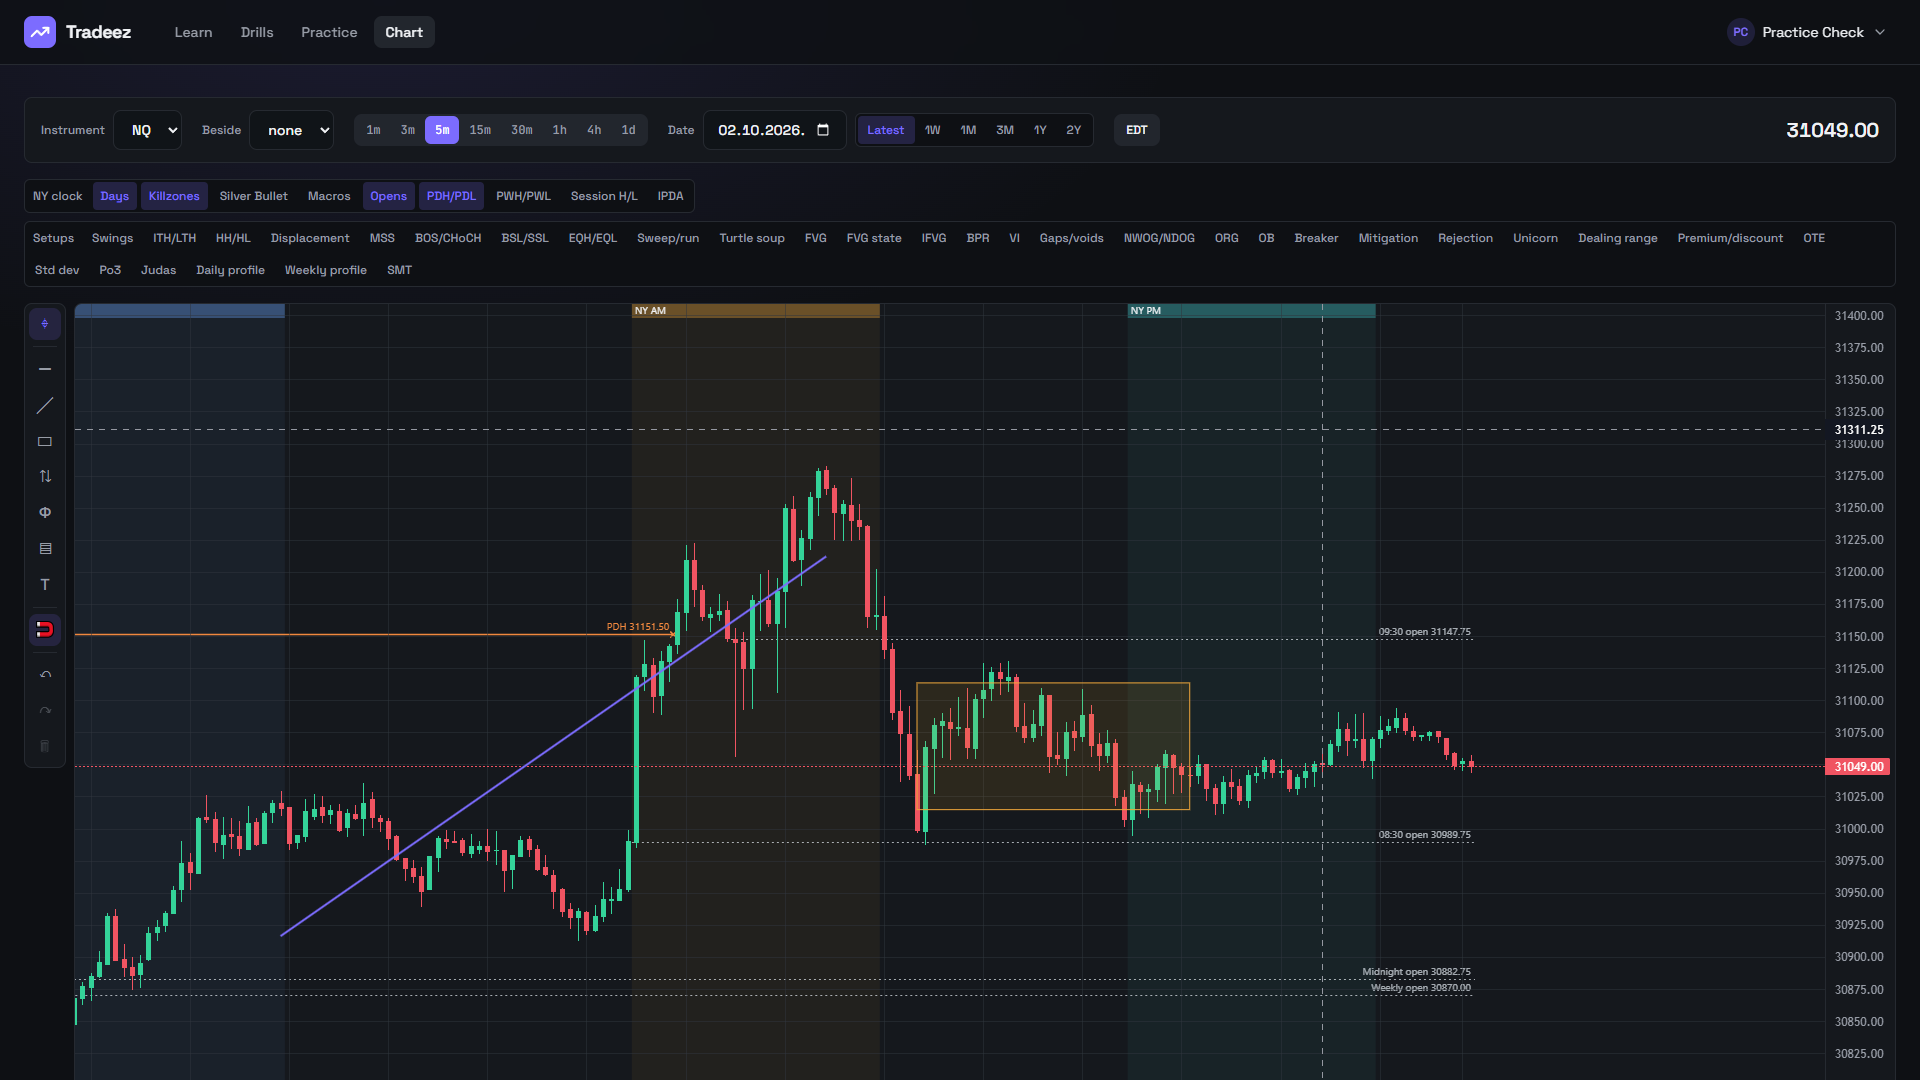 Tradeez
Learn
Drills
Practice
Chart
PC
Practice Check
Instrument
NQ
Beside
none
1m
3m
5m
15m
30m
1h
4h
1d
Date
02.10.2026.
Latest
1W
1M
3M
1Y
2Y
EDT
31049.00
NY clock
Days
Killzones
Silver Bullet
Macros
Opens
PDH/PDL
PWH/PWL
Session H/L
IPDA
Setups
Swings
ITH/LTH
HH/HL
Displacement
MSS
BOS/CHoCH
BSL/SSL
EQH/EQL
Sweep/run
Turtle soup
FVG
FVG state
IFVG
BPR
VI
Gaps/voids
NWOG/NDOG
ORG
OB
Breaker
Mitigation
Rejection
Unicorn
Dealing range
Premium/discount
OTE
Std dev
Po3
Judas
Daily profile
Weekly profile
SMT
NY AM
NY PM
31400.00
31375.00
31350.00
31325.00
31311.25
31300.00
31275.00
31250.00
31225.00
31200.00
31175.00
PDH 31151.50
09:30 open 31147.75
31150.00
31125.00
31100.00
31075.00
31049.00
31025.00
08:30 open 30989.75
31000.00
30975.00
30950.00
30925.00
30900.00
Midnight open 30882.75
Weekly open 30870.00
30875.00
30850.00
30825.00
T